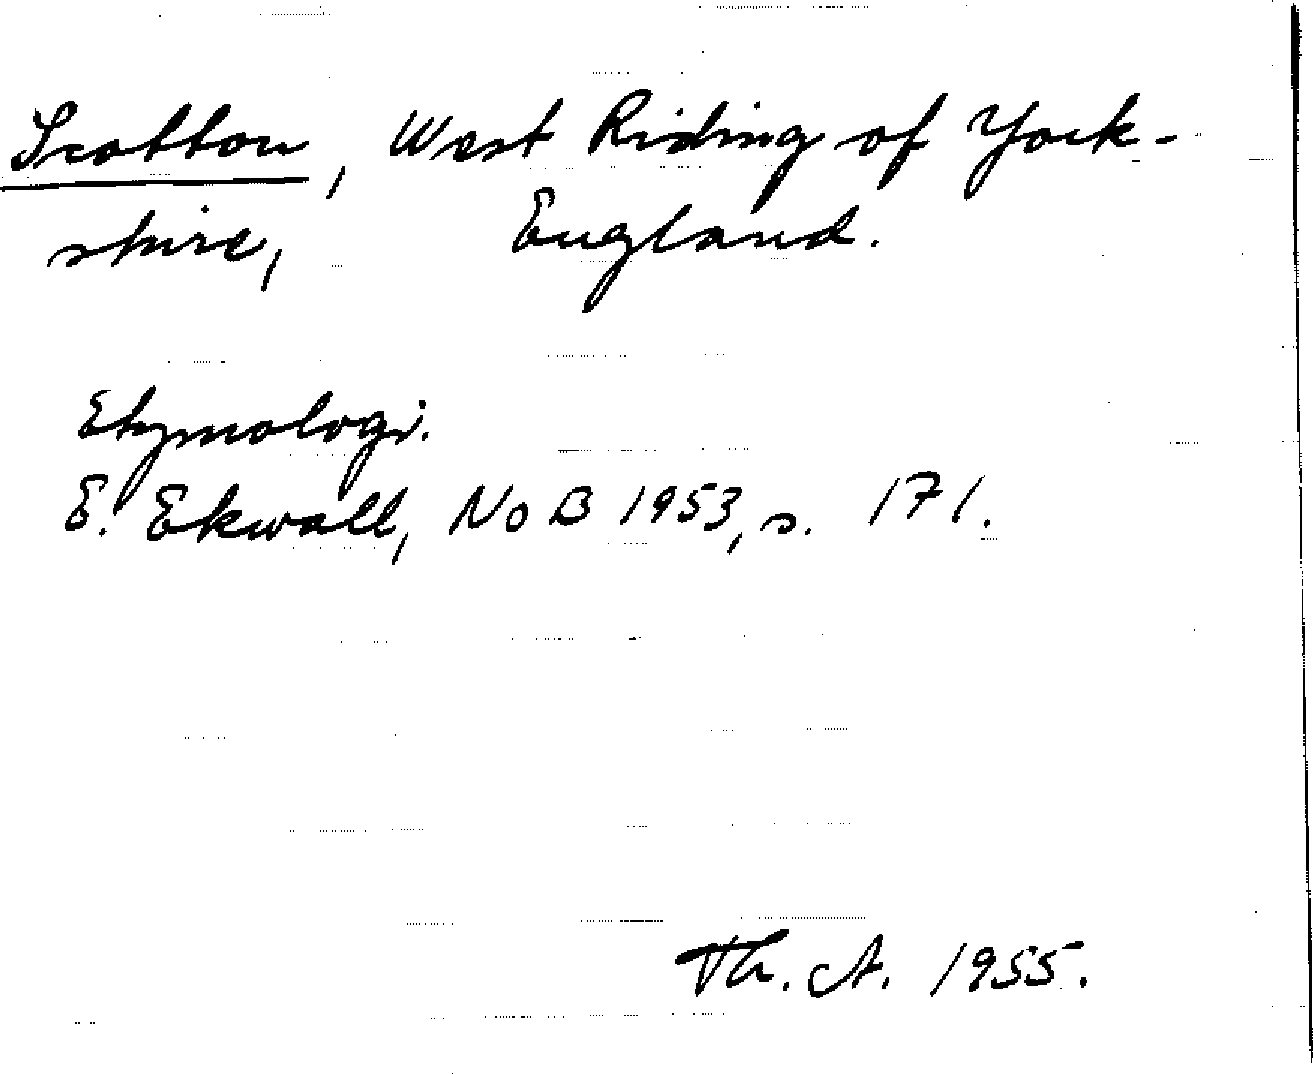 Scotton, West Riding of York-
shire, England.
Etymologi.
E. Ekwall, NoB 1953, s. 171.
Th. A. 1955.